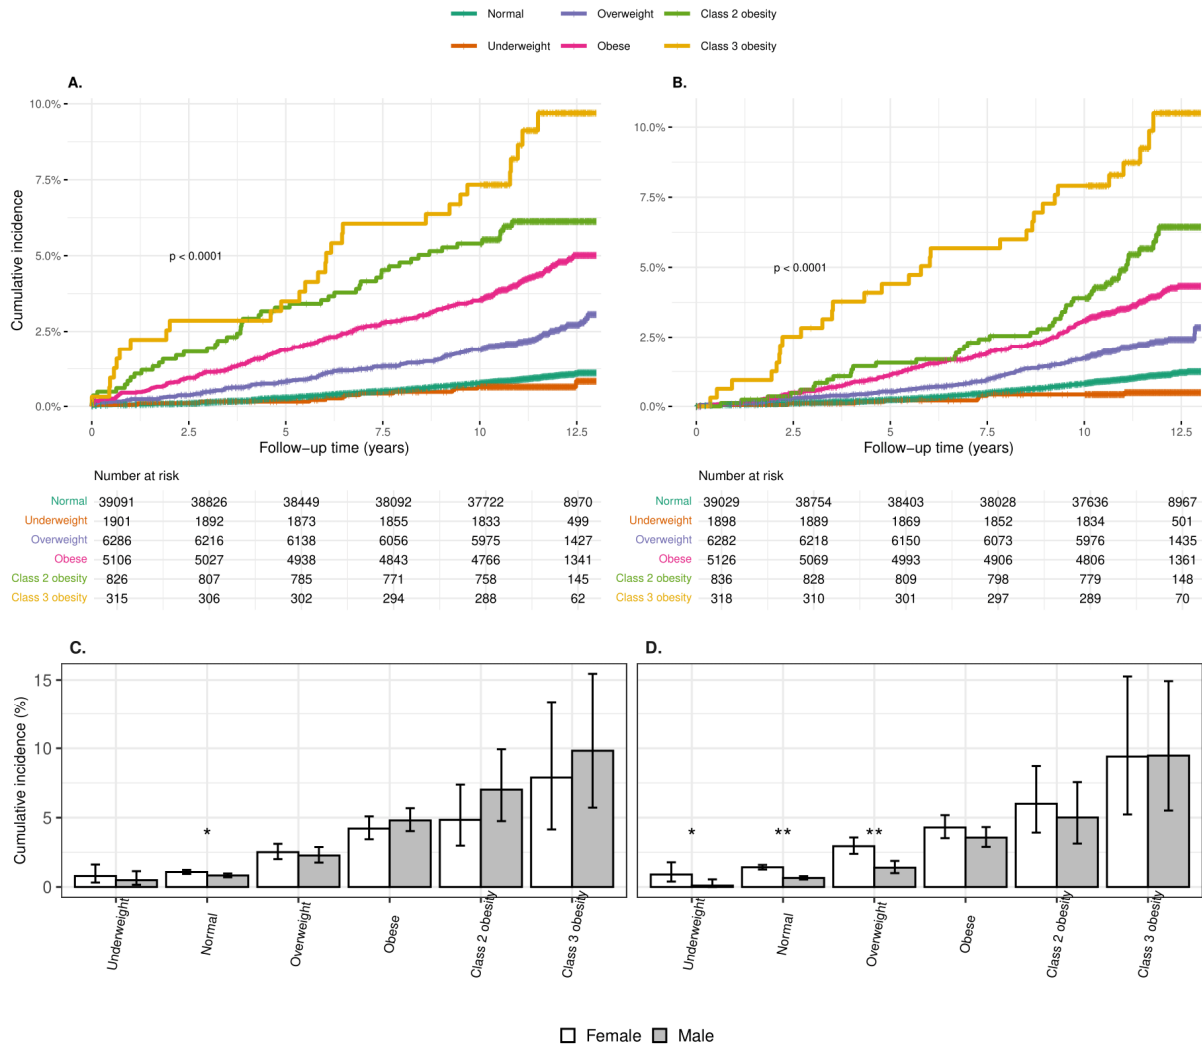 Normal Overweight Class 2 obesity
Underweight Obese Class 3 obesity
A.
10.0%
7.5%
5.0%
2.5%
0.0%
Cumulative incidence
p < 0.0001
0 2.5 5 7.5 10 12.5
Follow−up time (years)
B.
10.0%
7.5%
5.0%
2.5%
0.0%
p < 0.0001
0 2.5 5 7.5 10 12.5
Follow−up time (years)
Number at risk
Normal 39091 38826 38449 38092 37722 8970
Underweight 1901 1892 1873 1855 1833 499
Overweight 6286 6216 6138 6056 5975 1427
Obese 5106 5027 4938 4843 4766 1341
Class 2 obesity 826 807 785 771 758 145
Class 3 obesity 315 306 302 294 288 62
Number at risk
Normal 39029 38754 38403 38028 37636 8967
Underweight 1898 1889 1869 1852 1834 501
Overweight 6282 6218 6150 6073 5976 1435
Obese 5126 5069 4993 4906 4806 1361
Class 2 obesity 836 828 809 798 779 148
Class 3 obesity 318 310 301 297 289 70
C.
15
10
5
0
Cumulative incidence (%)
*
Underweight
Normal
Overweight
Obese
Class 2 obesity
Class 3 obesity
D.
* ** **
Underweight
Normal
Overweight
Obese
Class 2 obesity
Class 3 obesity
Female Male